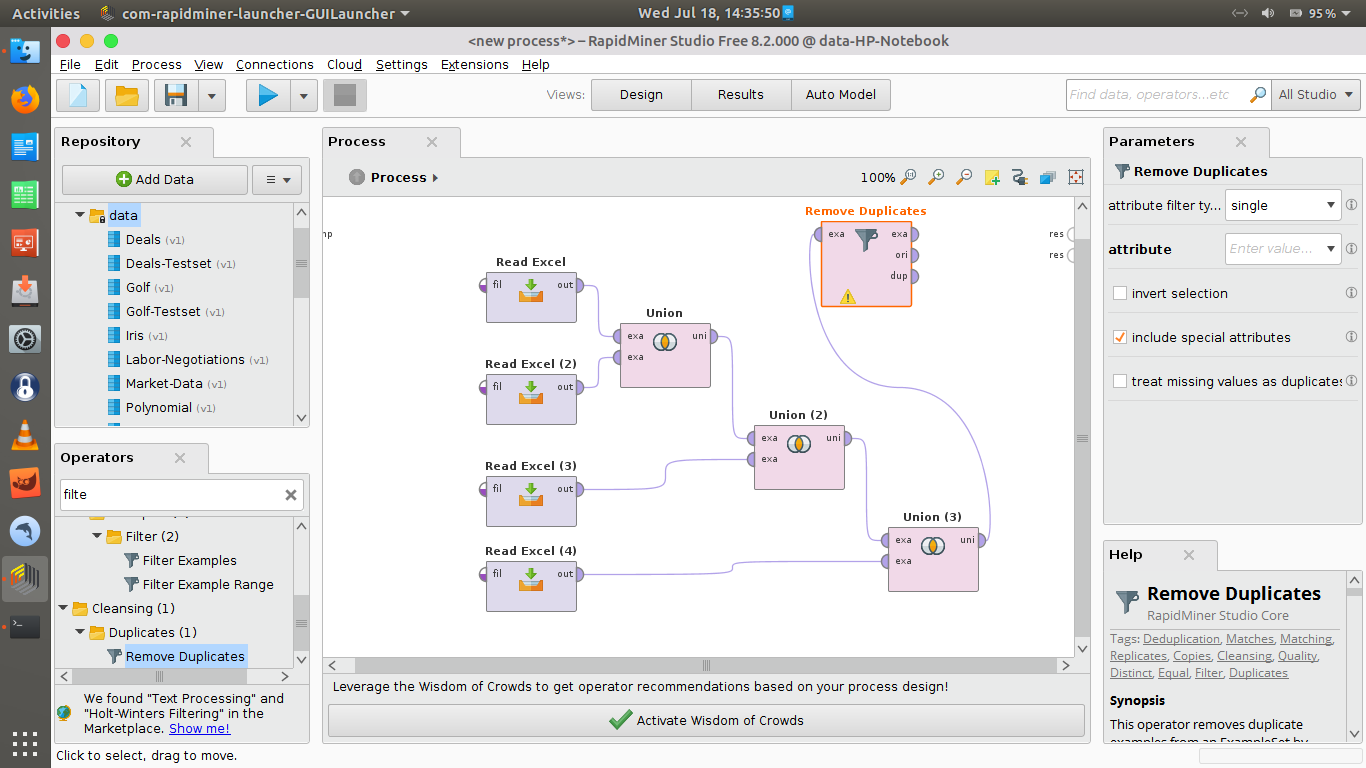 Activities
com-rapidminer-launcher-GUILauncher
Wed Jul 18, 14:35:50
95%
<new process*> – RapidMiner Studio Free 8.2.000 @ data-HP-Notebook
File Edit Process View Connections Cloud Settings Extensions Help
Views:
Design
Results
Auto Model
Find data, operators...etc
All Studio
Repository
Add Data
data
Deals (v1)
Deals-Testset (v1)
Golf (v1)
Golf-Testset (v1)
Iris (v1)
Labor-Negotiations (v1)
Market-Data (v1)
Polynomial (v1)
Operators
filte
Filter (2)
Filter Examples
Filter Example Range
Cleansing (1)
Duplicates (1)
Remove Duplicates
We found "Text Processing" and
"Holt-Winters Filtering" in the
Marketplace. Show me!
Click to select, drag to move.
Process
Process
100%
Remove Duplicates
exa exa
ori
dup
res
res
Read Excel
fil out
Union
exa uni
exa
Read Excel (2)
fil out
Union (2)
exa uni
exa
Read Excel (3)
fil out
Union (3)
exa uni
exa
Read Excel (4)
fil out
Leverage the Wisdom of Crowds to get operator recommendations based on your process design!
Activate Wisdom of Crowds
Parameters
Remove Duplicates
attribute filter ty... single
attribute Enter value...
invert selection
include special attributes
treat missing values as duplicates
Help
Remove Duplicates
RapidMiner Studio Core
Tags: Deduplication, Matches, Matching,
Replicates, Copies, Cleansing, Quality,
Distinct, Equal, Filter, Duplicates
Synopsis
This operator removes duplicate
examples from an ExampleSet by